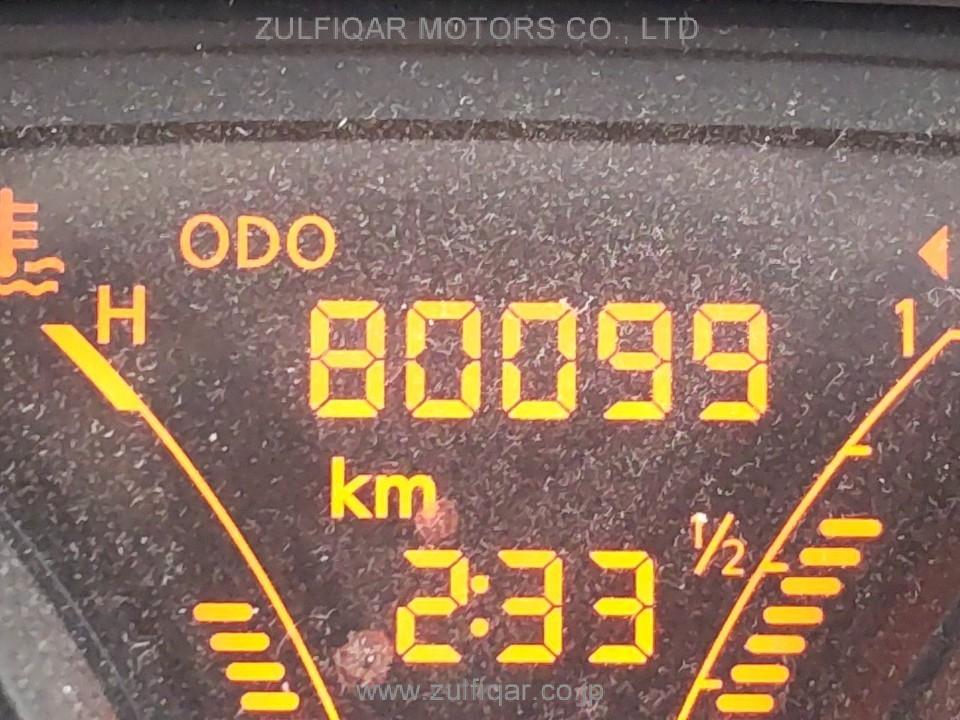 ZULFIQAR MOTORS CO., LTD
ODO
H
80099
1
km
1/2
2:33
www.zulfiqar.co.jp